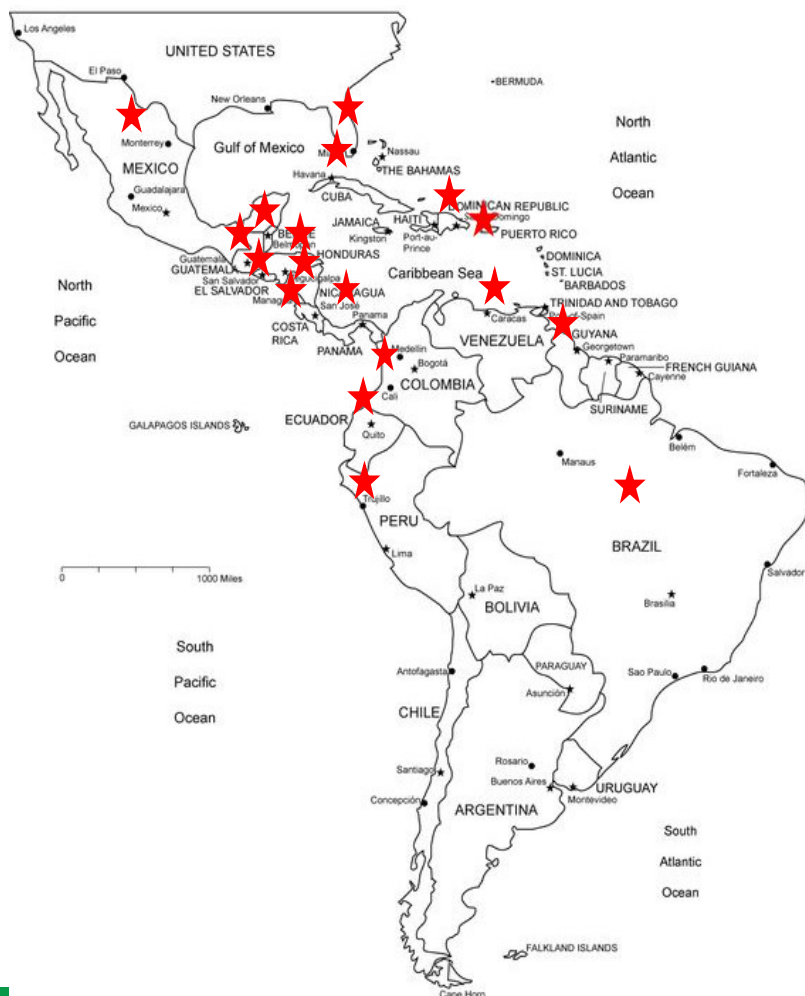 Los Angeles
UNITED STATES
El Paso
BERMUDA
New Orleans
North
Atlantic
Ocean
Gulf of Mexico
Monterrey
Nassau
MEXICO
THE BAHAMAS
Havana
Guadalajara
CUBA
DOMINICAN REPUBLIC
Mexico
JAMAICA
HAITI
Domingo
Kingston
Port-au-
Prince
PUERTO RICO
Belmopan
HONDURAS
DOMINICA
Guatemala
GUATEMALA
Caribbean Sea
ST. LUCIA
San Salvador
BARBADOS
EL SALVADOR
North
Pacific
Ocean
San José
TRINIDAD AND TOBAGO
Caracas
COSTA
RICA
Panama
PANAMA
VENEZUELA
GUYANA
Georgetown
Medellin
Paramaribo
Bogotá
FRENCH GUIANA
COLOMBIA
Cayenne
Cali
SURINAME
ECUADOR
GALAPAGOS ISLANDS
Quito
Belém
Manaus
Fortaleza
Trujillo
PERU
BRAZIL
Lima
0
1000 Miles
Salvador
La Paz
BOLIVIA
Brasilia
South
Pacific
Ocean
PARAGUAY
Antofagasta
Sao Paulo
Rio de Janeiro
Asunción
CHILE
Rosario
Santiago
Buenos Aires
URUGUAY
Montevideo
Concepción
ARGENTINA
South
Atlantic
Ocean
FALKLAND ISLANDS
Cape Horn